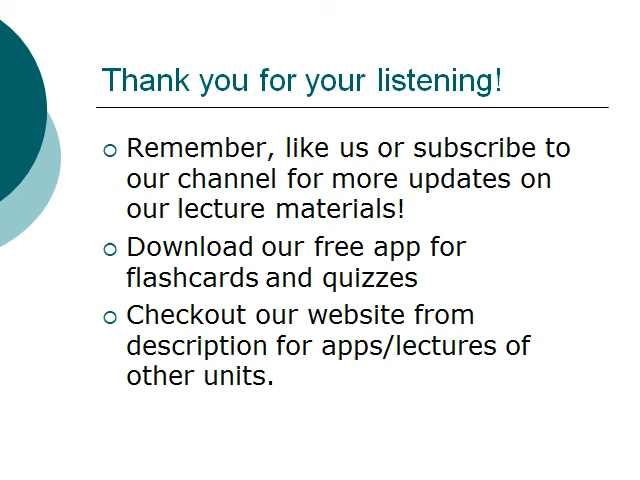 Thank you for your listening!
Remember, like us or subscribe to
our channel for more updates on
our lecture materials!
Download our free app for
flashcards and quizzes
Checkout our website from
description for apps/lectures of
other units.